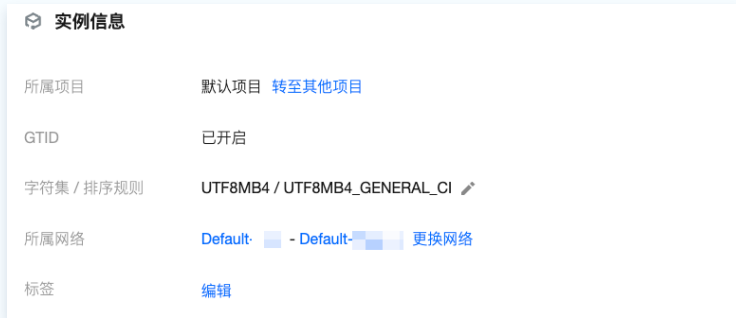 实例信息
所属项目 默认项目 转至其他项目
GTID 已开启
字符集 / 排序规则 UTF8MB4 / UTF8MB4_GENERAL_CI
所属网络 Default- - Default- 更换网络
标签 编辑